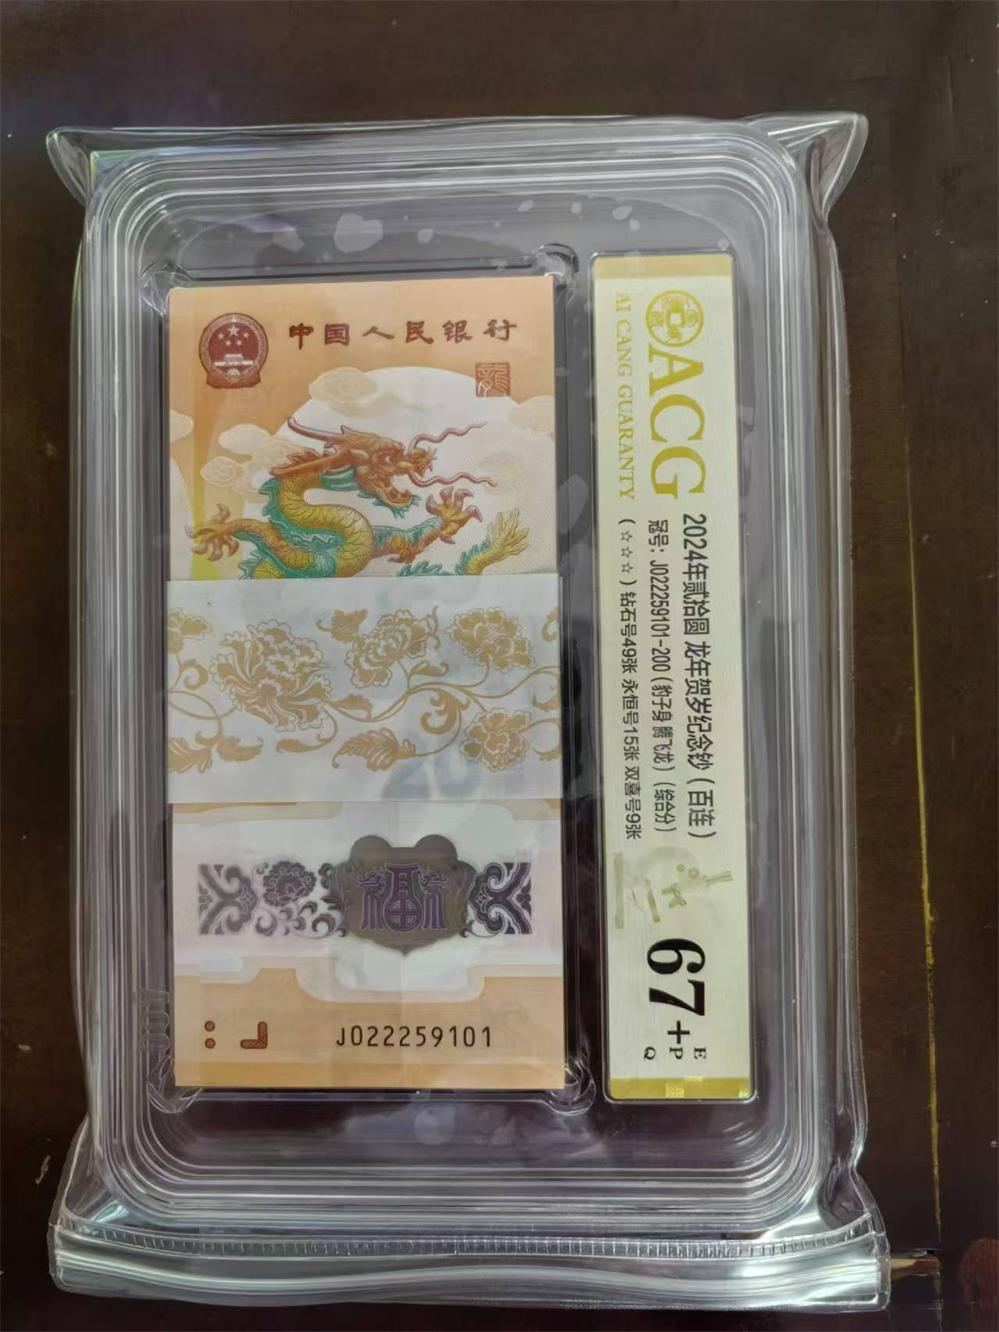 中国人民银行
龍
福
J022259101
ACG
AI CANG GUARANTY
2024年贰拾圆 龙年贺岁纪念钞（百连）
冠号：J022259101-200（豹子身 腾飞龙）（综合分）
（☆☆☆）钻石号49张 永恒号15张 双喜号9张
67+
E
P
Q